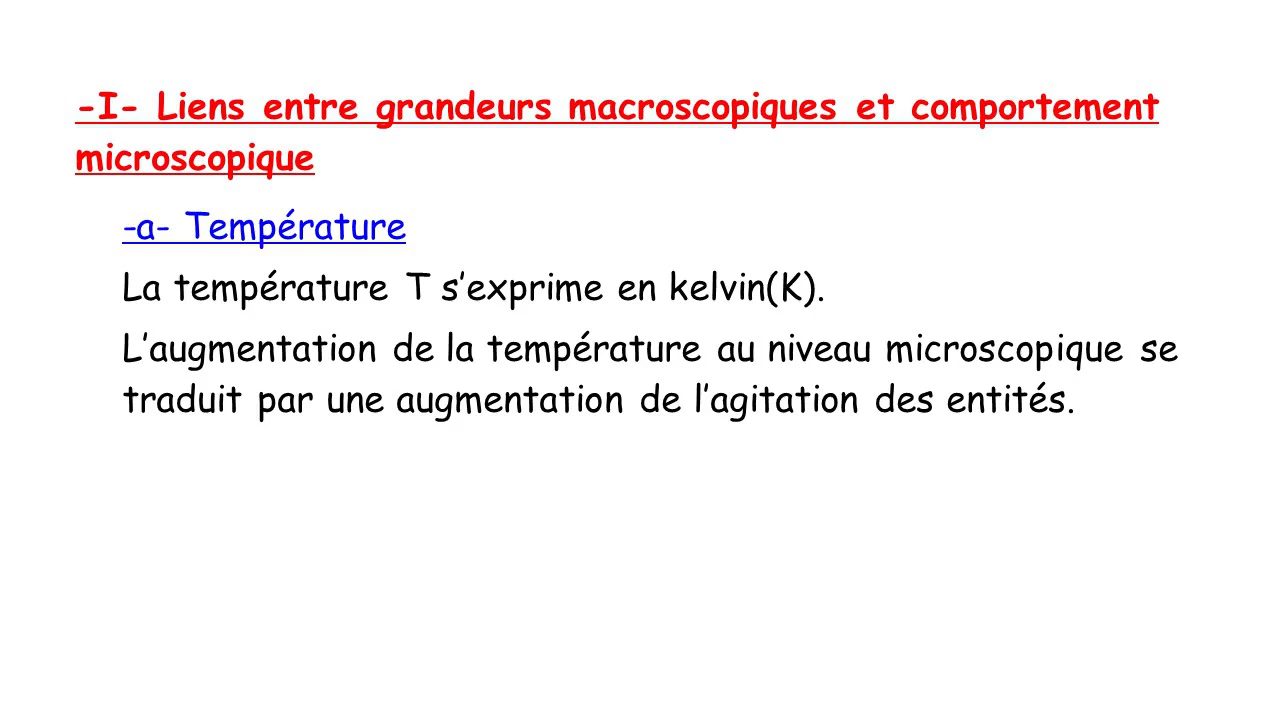 -I- Liens entre grandeurs macroscopiques et comportement
microscopique
-a- Température
La température T s’exprime en kelvin(K).
L’augmentation de la température au niveau microscopique se
traduit par une augmentation de l’agitation des entités.